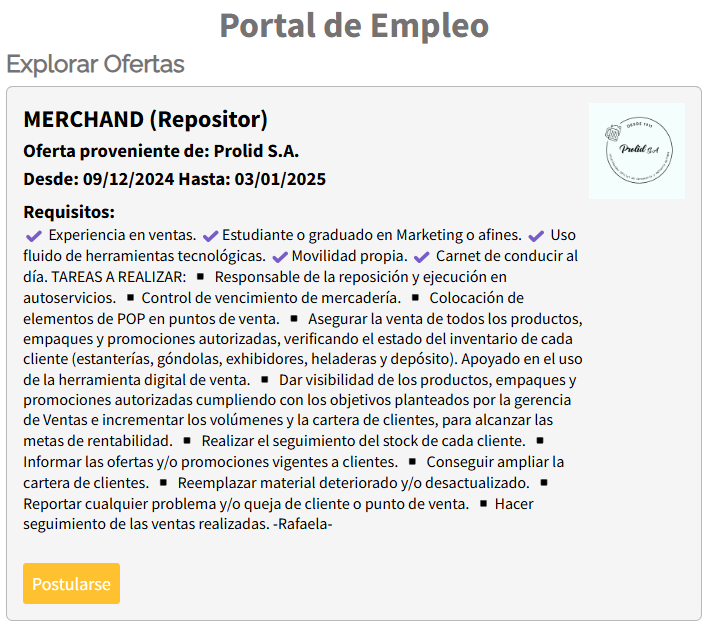 Portal de Empleo
Explorar Ofertas
MERCHAND (Repositor)
Oferta proveniente de: Prolid S.A.
Desde: 09/12/2024 Hasta: 03/01/2025
DESDE 1915
Prolid S.A
Requisitos:
✔ Experiencia en ventas. ✔ Estudiante o graduado en Marketing o afines. ✔ Uso
fluido de herramientas tecnológicas. ✔ Movilidad propia. ✔ Carnet de conducir al
día. TAREAS A REALIZAR: ▪ Responsable de la reposición y ejecución en
autoservicios. ▪ Control de vencimiento de mercadería. ▪ Colocación de
elementos de POP en puntos de venta. ▪ Asegurar la venta de todos los productos,
empaques y promociones autorizadas, verificando el estado del inventario de cada
cliente (estanterías, góndolas, exhibidores, heladeras y depósito). Apoyado en el uso
de la herramienta digital de venta. ▪ Dar visibilidad de los productos, empaques y
promociones autorizadas cumpliendo con los objetivos planteados por la gerencia
de Ventas e incrementar los volúmenes y la cartera de clientes, para alcanzar las
metas de rentabilidad. ▪ Realizar el seguimiento del stock de cada cliente. ▪
Informar las ofertas y/o promociones vigentes a clientes. ▪ Conseguir ampliar la
cartera de clientes. ▪ Reemplazar material deteriorado y/o desactualizado. ▪
Reportar cualquier problema y/o queja de cliente o punto de venta. ▪ Hacer
seguimiento de las ventas realizadas. -Rafaela-
Postularse